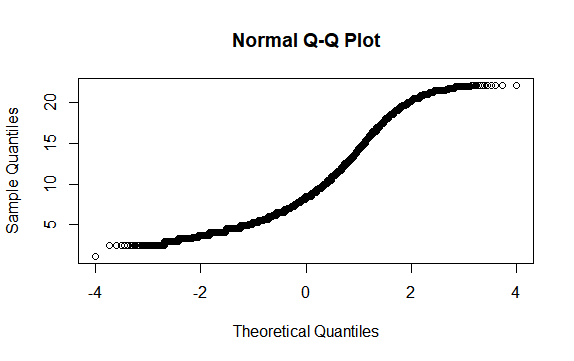 Normal Q-Q Plot
Sample Quantiles
20
15
10
5
-4 -2 0 2 4
Theoretical Quantiles